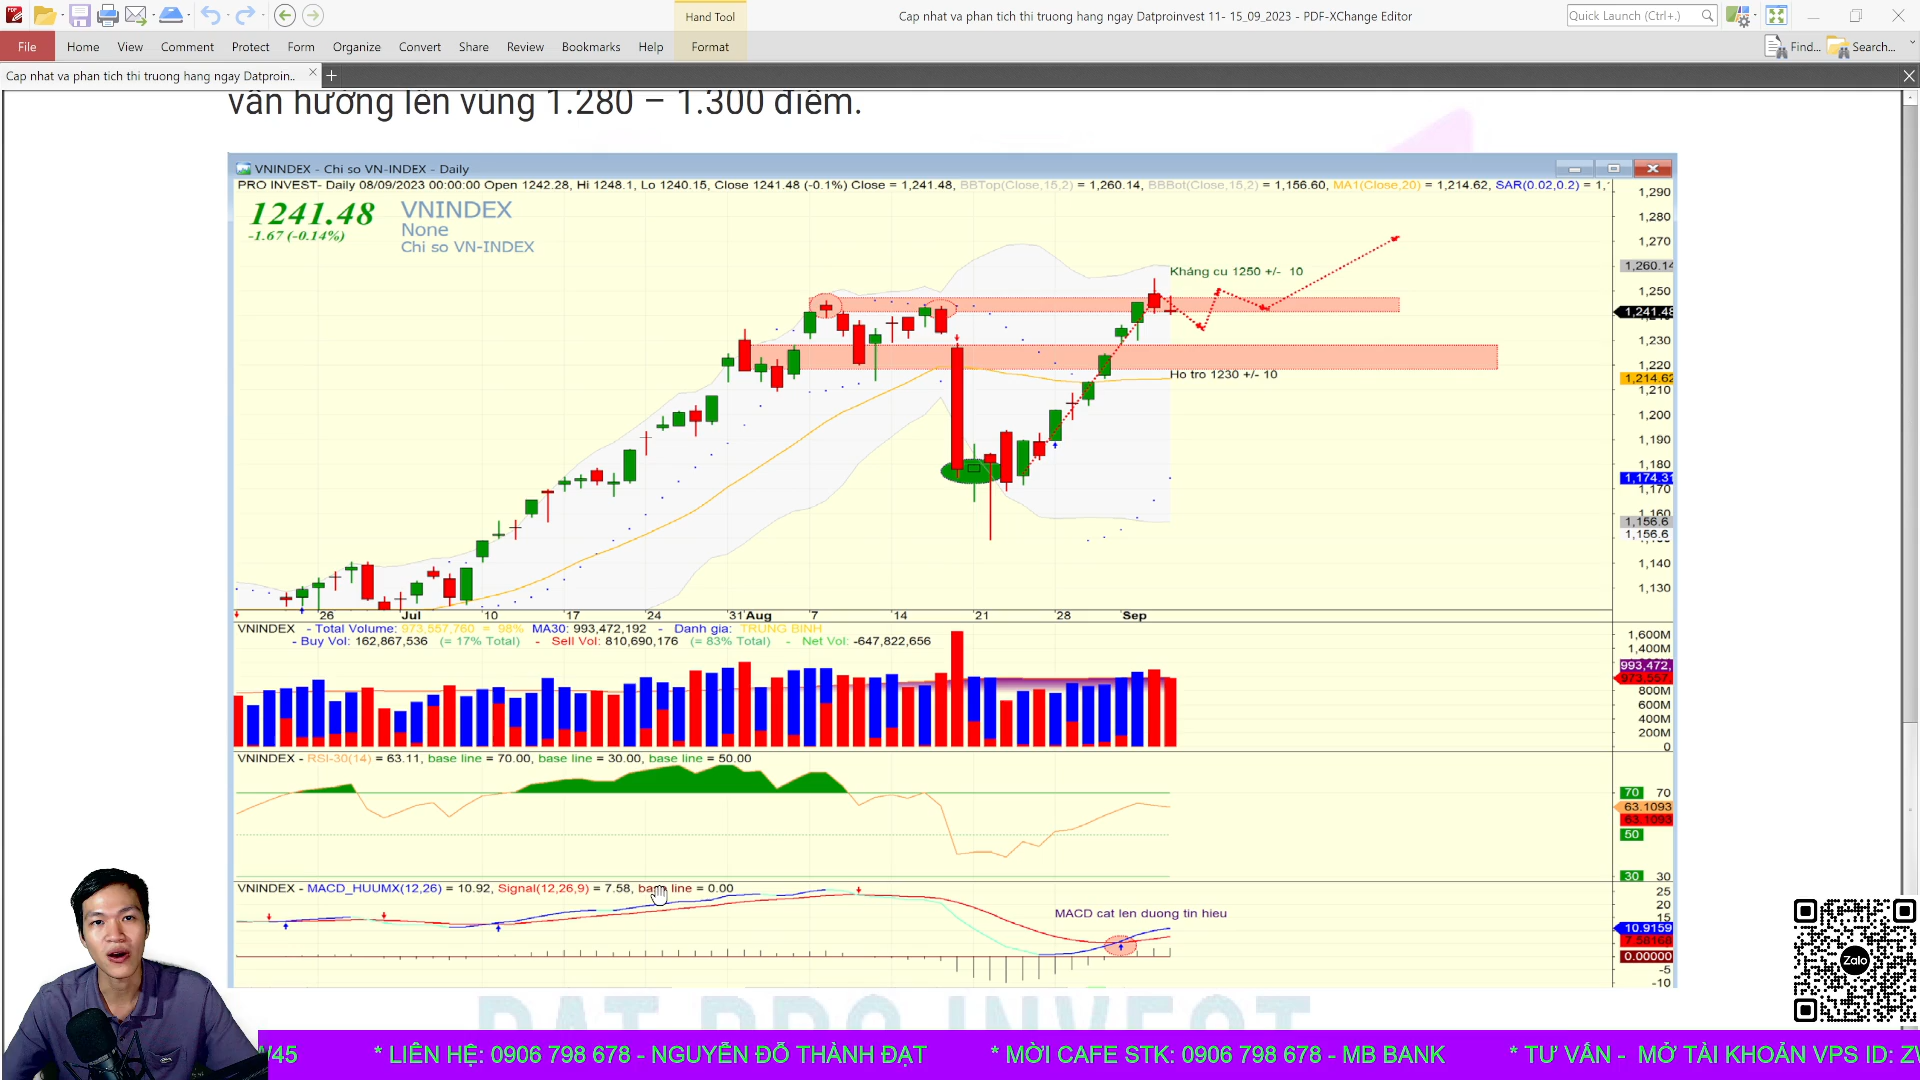 Hand Tool
Cap nhat va phan tich thi truong hang ngay Datproinvest 11- 15_09_2023 - PDF-XChange Editor
Quick Launch (Ctrl+.)
File Home View Comment Protect Form Organize Convert Share Review Bookmarks Help Format Find... Search...
Cap nhat va phan tich thi truong hang ngay Datproin..
vẫn hướng lên vùng 1.280 – 1.300 điểm.
VNINDEX - Chi so VN-INDEX - Daily
PRO INVEST- Daily 08/09/2023 00:00:00 Open 1242.28, Hi 1248.1, Lo 1240.15, Close 1241.48 (-0.1%) Close = 1,241.48, BBTop(Close,15,2) = 1,260.14, BBBot(Close,15,2) = 1,156.60, MA1(Close,20) = 1,214.62, SAR(0.02,0.2) = 1,
1241.48
-1.67 (-0.14%)
VNINDEX
None
Chi so VN-INDEX
Khang cu 1250 +/- 10
Ho tro 1230 +/- 10
1,290
1,280
1,270
1,260.14
1,250
1,241.48
1,230
1,220
1,214.62
1,210
1,200
1,190
1,180
1,174.31
1,170
1,160
1,156.6
1,156.6
1,140
1,130
26 Jul 10 17 24 31 Aug 7 14 21 28 Sep
VNINDEX - Total Volume: 973,557,760 = 98% MA30: 993,472,192 - Danh gia: TRUNG BINH
- Buy Vol: 162,867,536 (= 17% Total) - Sell Vol: 810,690,176 (= 83% Total) - Net Vol: -647,822,656
1,600M
1,400M
993,472,
973,557,
800M
600M
400M
200M
0
VNINDEX - RSI-30(14) = 63.11, base line = 70.00, base line = 30.00, base line = 50.00
70 70
63.1093
63.1093
50
30 30
VNINDEX - MACD_HUUMX(12,26) = 10.92, Signal(12,26,9) = 7.58, base line = 0.00
MACD cat len duong tin hieu
25
20
15
10.9159
7.58168
0.00000
-5
-10
Zalo
DAT PRO INVEST
/45 * LIÊN HỆ: 0906 798 678 - NGUYỄN ĐỖ THÀNH ĐẠT * MỜI CAFE STK: 0906 798 678 - MB BANK * TƯ VẤN - MỞ TÀI KHOẢN VPS ID: ZV